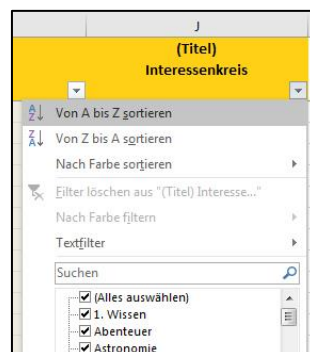 J
(Titel)
Interessenkreis
Von A bis Z sortieren
Von Z bis A sortieren
Nach Farbe sortieren
Filter löschen aus "(Titel) Interesse..."
Nach Farbe filtern
Textfilter
Suchen
(Alles auswählen)
1. Wissen
Abenteuer
Astronomie